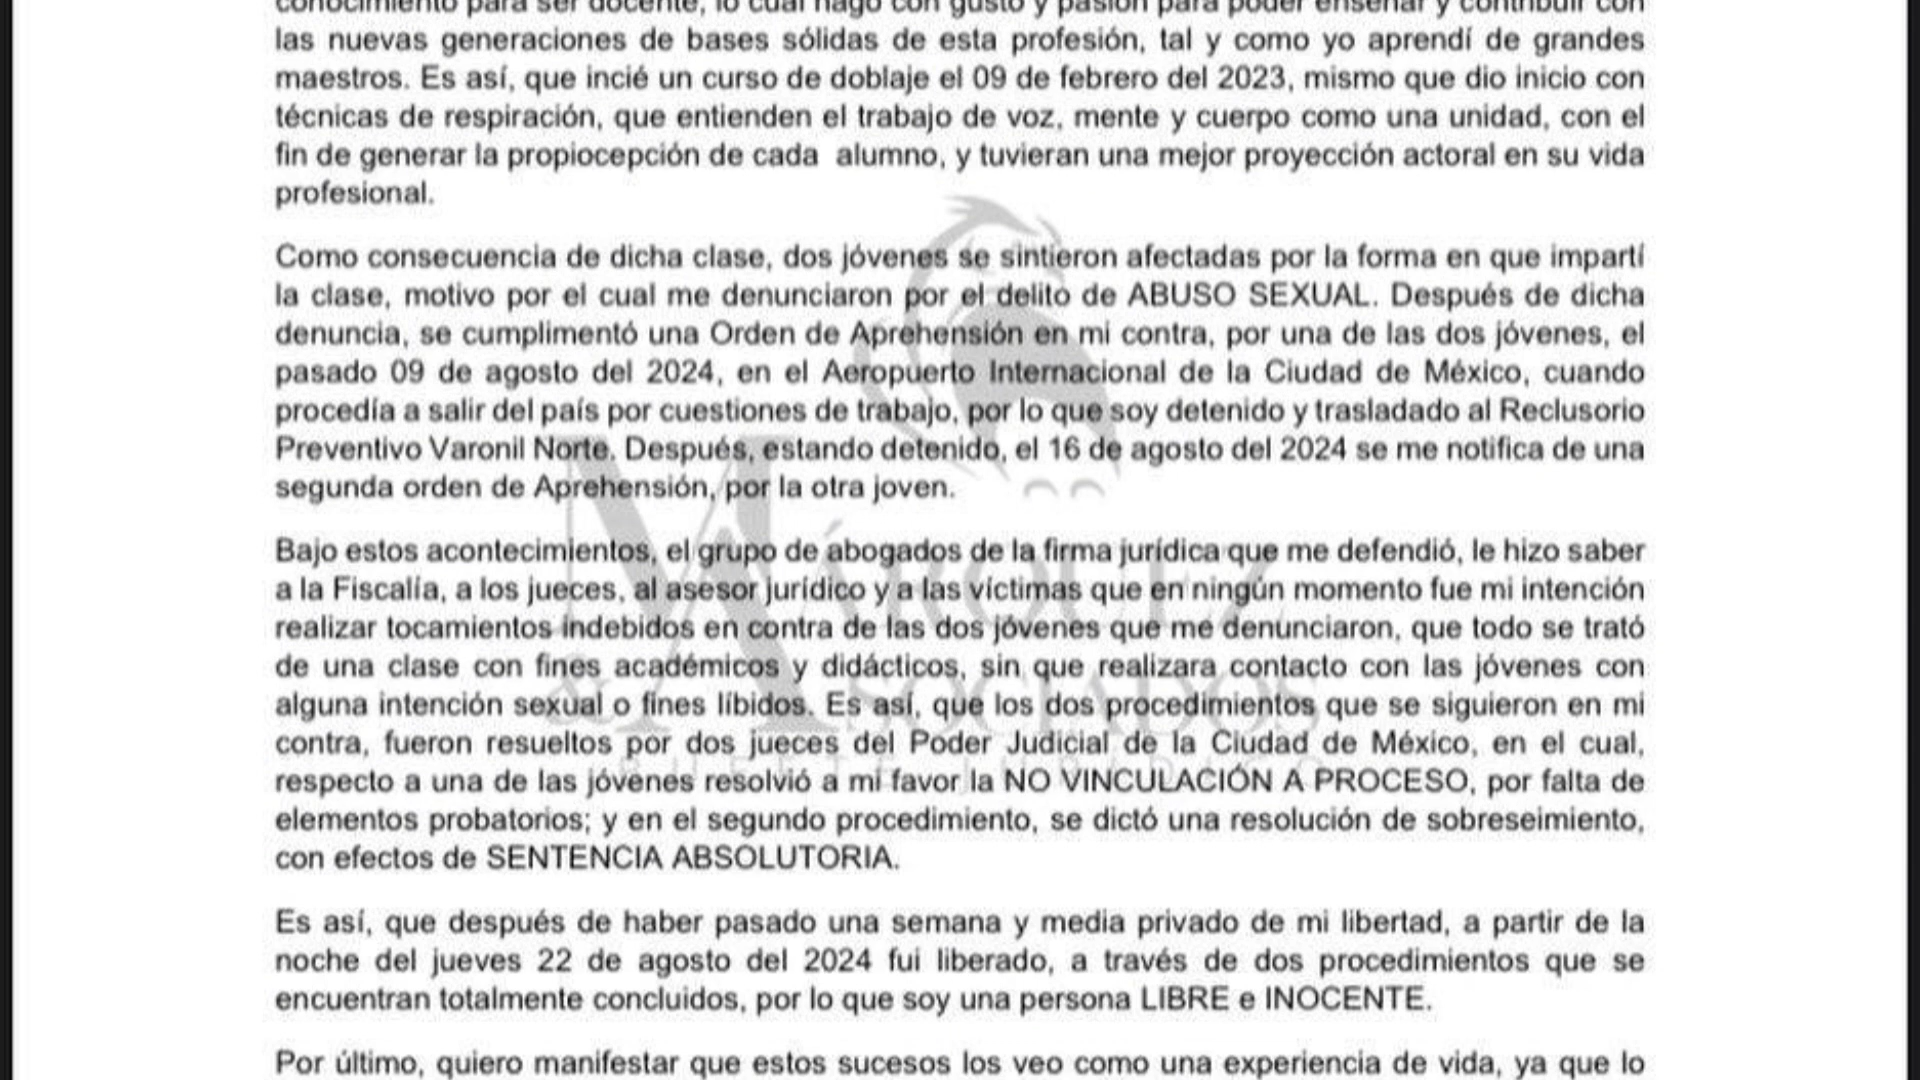 conocimiento para ser docente, lo cual hago con gusto y pasión para poder enseñar y contribuir con
las nuevas generaciones de bases sólidas de esta profesión, tal y como yo aprendí de grandes
maestros. Es así, que incié un curso de doblaje el 09 de febrero del 2023, mismo que dio inicio con
técnicas de respiración, que entienden el trabajo de voz, mente y cuerpo como una unidad, con el
fin de generar la propiocepción de cada alumno, y tuvieran una mejor proyección actoral en su vida
profesional.
Como consecuencia de dicha clase, dos jóvenes se sintieron afectadas por la forma en que impartí
la clase, motivo por el cual me denunciaron por el delito de ABUSO SEXUAL. Después de dicha
denuncia, se cumplimentó una Orden de Aprehensión en mi contra, por una de las dos jóvenes, el
pasado 09 de agosto del 2024, en el Aeropuerto Internacional de la Ciudad de México, cuando
procedía a salir del país por cuestiones de trabajo, por lo que soy detenido y trasladado al Reclusorio
Preventivo Varonil Norte. Después, estando detenido, el 16 de agosto del 2024 se me notifica de una
segunda orden de Aprehensión, por la otra joven.
Bajo estos acontecimientos, el grupo de abogados de la firma jurídica que me defendió, le hizo saber
a la Fiscalía, a los jueces, al asesor jurídico y a las víctimas que en ningún momento fue mi intención
realizar tocamientos indebidos en contra de las dos jóvenes que me denunciaron, que todo se trató
de una clase con fines académicos y didácticos, sin que realizara contacto con las jóvenes con
alguna intención sexual o fines líbidos. Es así, que los dos procedimientos que se siguieron en mi
contra, fueron resueltos por dos jueces del Poder Judicial de la Ciudad de México, en el cual,
respecto a una de las jóvenes resolvió a mi favor la NO VINCULACIÓN A PROCESO, por falta de
elementos probatorios; y en el segundo procedimiento, se dictó una resolución de sobreseimiento,
con efectos de SENTENCIA ABSOLUTORIA.
Es así, que después de haber pasado una semana y media privado de mi libertad, a partir de la
noche del jueves 22 de agosto del 2024 fui liberado, a través de dos procedimientos que se
encuentran totalmente concluidos, por lo que soy una persona LIBRE e INOCENTE.
Por último, quiero manifestar que estos sucesos los veo como una experiencia de vida, ya que lo
MÁRQUEZ
& ASOCIADOS